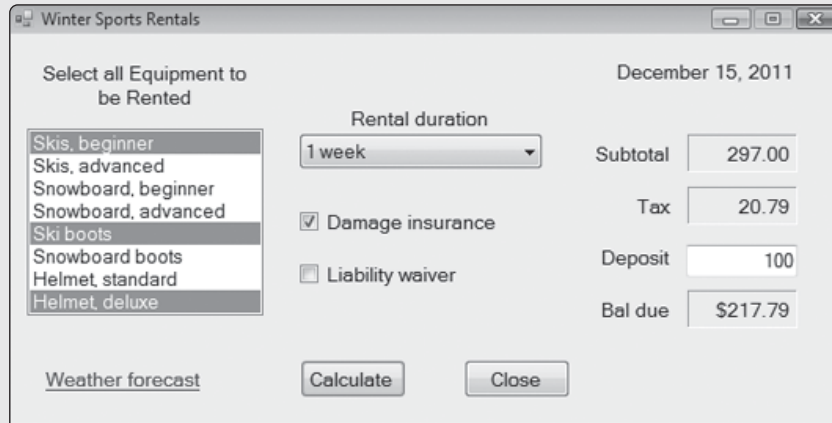 Winter Sports Rentals
Select all Equipment to
be Rented
December 15, 2011
Rental duration
Skis, beginner
Skis, advanced
Snowboard, beginner
Snowboard, advanced
Ski boots
Snowboard boots
Helmet, standard
Helmet, deluxe
1 week
Damage insurance
Liability waiver
Subtotal 297.00
Tax 20.79
Deposit 100
Bal due $217.79
Weather forecast
Calculate
Close